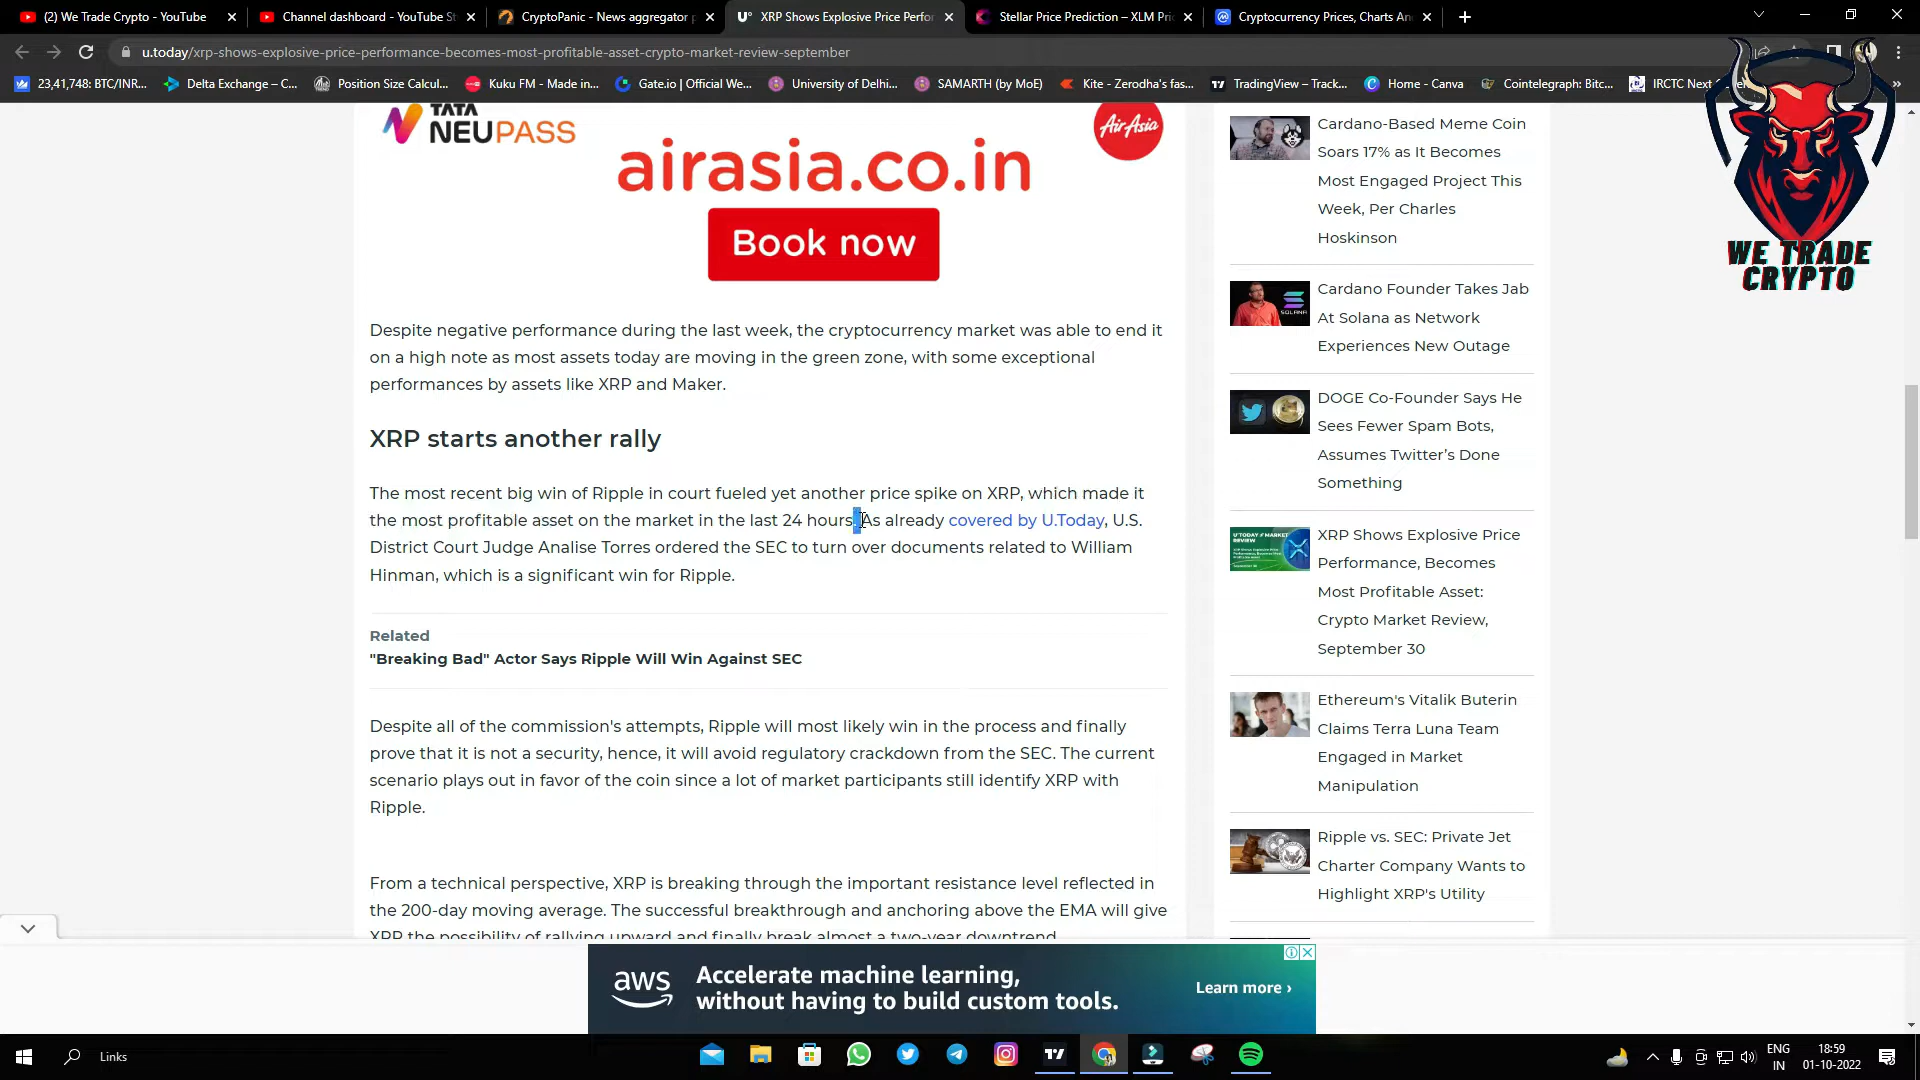 (2) We Trade Crypto - YouTube
Channel dashboard - YouTube St
CryptoPanic - News aggregator p
XRP Shows Explosive Price Perfo
Stellar Price Prediction – XLM Pri
Cryptocurrency Prices, Charts An
u.today/xrp-shows-explosive-price-performance-becomes-most-profitable-asset-crypto-market-review-september
23,41,748: BTC/INR...
Delta Exchange – C...
Position Size Calcul...
Kuku FM - Made in...
Gate.io | Official We...
University of Delhi...
SAMARTH (by MoE)
Kite - Zerodha's fas...
TradingView – Track...
Home - Canva
Cointelegraph: Bitc...
IRCTC Next
TATA
NEUPASS
AirAsia
airasia.co.in
Book now
Despite negative performance during the last week, the cryptocurrency market was able to end it
on a high note as most assets today are moving in the green zone, with some exceptional
performances by assets like XRP and Maker.
XRP starts another rally
The most recent big win of Ripple in court fueled yet another price spike on XRP, which made it
the most profitable asset on the market in the last 24 hours. As already covered by U.Today, U.S.
District Court Judge Analise Torres ordered the SEC to turn over documents related to William
Hinman, which is a significant win for Ripple.
Related
"Breaking Bad" Actor Says Ripple Will Win Against SEC
Despite all of the commission's attempts, Ripple will most likely win in the process and finally
prove that it is not a security, hence, it will avoid regulatory crackdown from the SEC. The current
scenario plays out in favor of the coin since a lot of market participants still identify XRP with
Ripple.
From a technical perspective, XRP is breaking through the important resistance level reflected in
the 200-day moving average. The successful breakthrough and anchoring above the EMA will give
XRP the possibility of rallying upward and finally break almost a two-year downtrend.
Cardano-Based Meme Coin
Soars 17% as It Becomes
Most Engaged Project This
Week, Per Charles
Hoskinson
SOLANA
Cardano Founder Takes Jab
At Solana as Network
Experiences New Outage
DOGE Co-Founder Says He
Sees Fewer Spam Bots,
Assumes Twitter's Done
Something
XRP Shows Explosive Price
Performance, Becomes
Most Profitable Asset:
Crypto Market Review,
September 30
Ethereum's Vitalik Buterin
Claims Terra Luna Team
Engaged in Market
Manipulation
Ripple vs. SEC: Private Jet
Charter Company Wants to
Highlight XRP's Utility
WE TRADE
CRYPTO
aws
Accelerate machine learning,
without having to build custom tools.
Learn more ›
Links
ENG
IN
18:59
01-10-2022